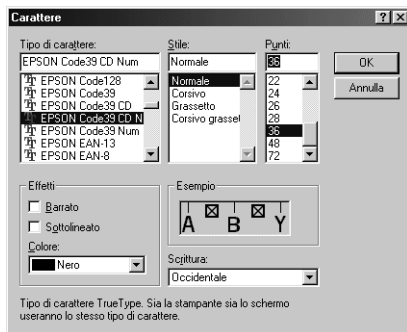 Carattere
Tipo di carattere:
EPSON Code39 CD Num
EPSON Code128
EPSON Code39
EPSON Code39 CD
EPSON Code39 CD N
EPSON Code39 Num
EPSON EAN-13
EPSON EAN-8
Stile:
Normale
Normale
Corsivo
Grassetto
Corsivo grasset
Punti:
36
22
24
26
28
36
48
72
OK
Annulla
Effetti
Barrato
Sottolineato
Colore:
Nero
Esempio
A B Y
Scrittura:
Occidentale
Tipo di carattere TrueType. Sia la stampante sia lo schermo
useranno lo stesso tipo di carattere.